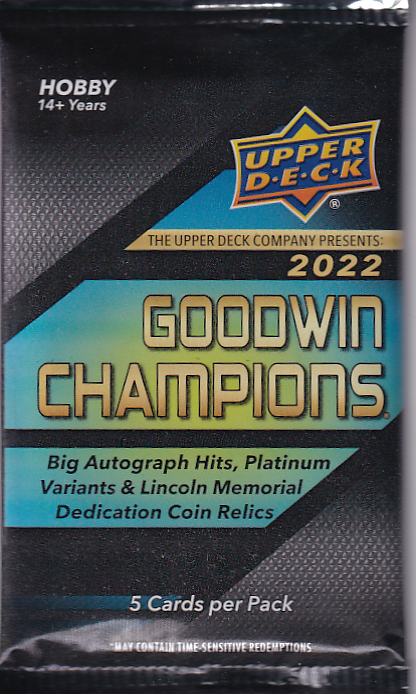 HOBBY
14+ Years
UPPER
D•E•C•K
®
THE UPPER DECK COMPANY PRESENTS:
2022
GOODWIN
CHAMPIONS®
Big Autograph Hits, Platinum
Variants & Lincoln Memorial
Dedication Coin Relics
5 Cards per Pack
*MAY CONTAIN TIME-SENSITIVE REDEMPTIONS